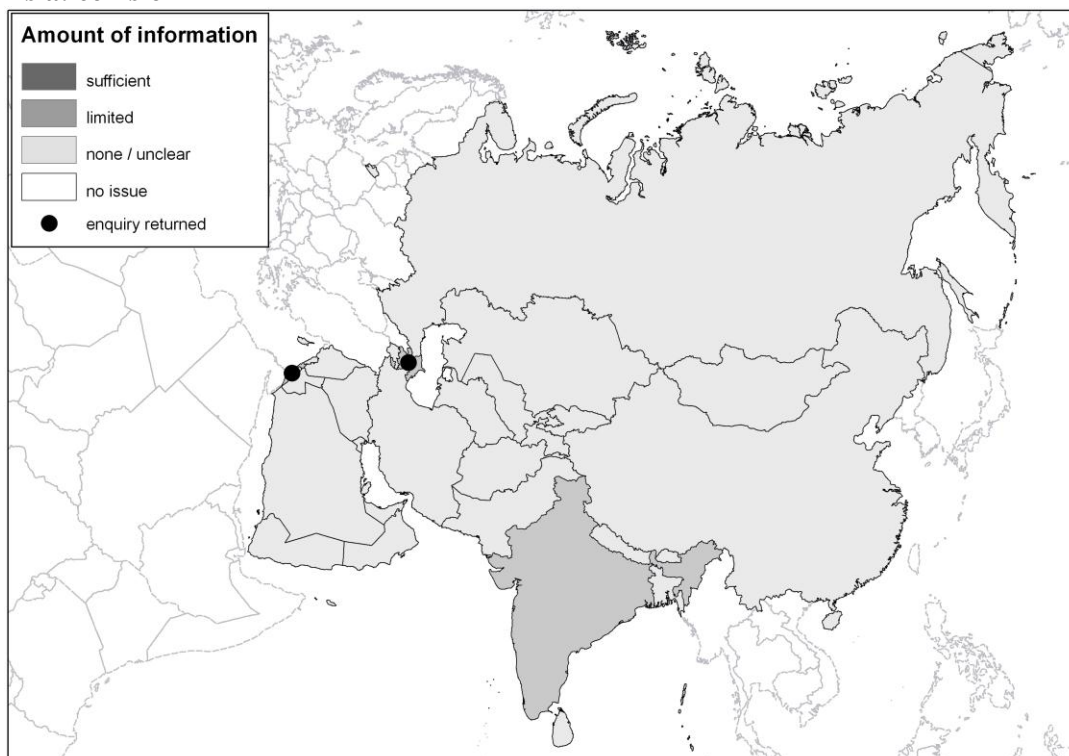 Amount of information
sufficient
limited
none / unclear
no issue
enquiry returned